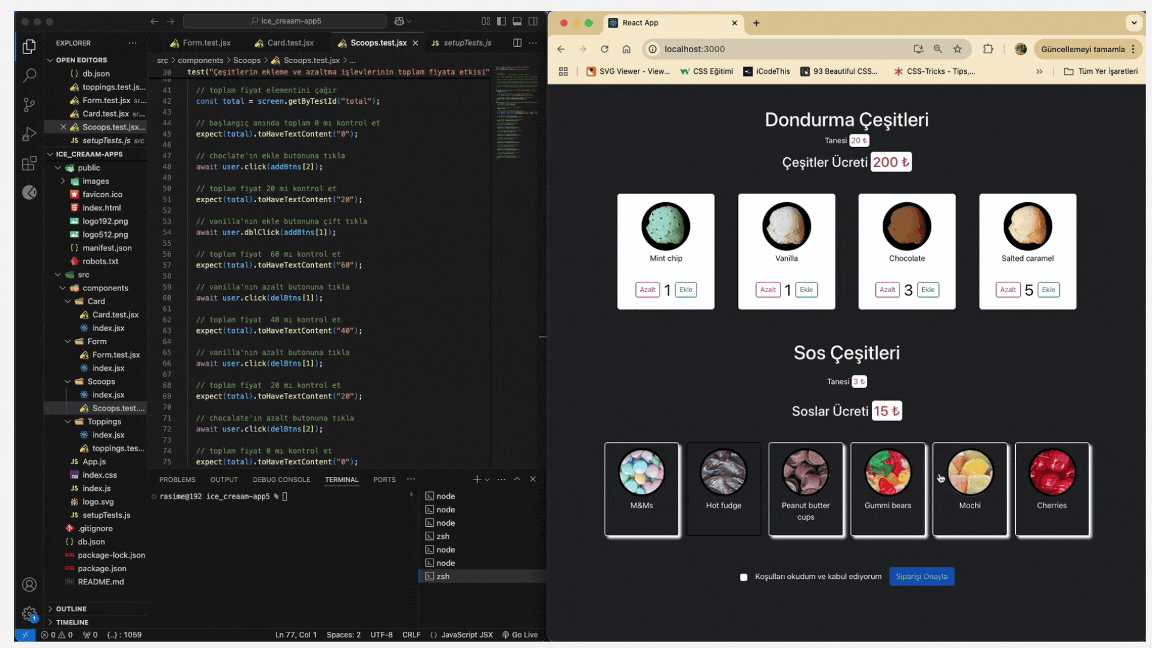 ice_creaam-app5
EXPLORER
Form.test.jsx
Card.test.jsx
Scoops.test.jsx
JS setupTests.js
OPEN EDITORS
{} db.json
toppings.test.js...
Form.test.jsx sr...
Card.test.jsx sr...
Scoops.test.jsx...
JS setupTests.js src
ICE_CREAAM-APP5
public
images
favicon.ico
index.html
logo192.png
logo512.png
{} manifest.json
robots.txt
src
components
Card
Card.test.jsx
index.jsx
Form
Form.test.jsx
index.jsx
Scoops
index.jsx
Scoops.test....
Toppings
index.jsx
toppings.tes...
JS App.js
index.css
JS index.js
logo.svg
JS setupTests.js
.gitignore
{} db.json
package-lock.json
package.json
README.md
OUTLINE
TIMELINE
src > components > Scoops > Scoops.test.jsx > ...
30 test("Çeşitlerin ekleme ve azaltma işlevlerinin toplam fiyata etkisi"
41 // toplam fiyat elementini çağır
42 const total = screen.getByTestId("total");
43
44 // başlangıç anında toplam 0 mı kontrol et
45 expect(total).toHaveTextContent("0");
46
47 // choclate'ın ekle butonuna tıkla
48 await user.click(addBtns[2]);
49
50 // toplam fiyat 20 mi kontrol et
51 expect(total).toHaveTextContent("20");
52
53 // vanilla'nın ekle butonuna çift tıkla
54 await user.dblClick(addBtns[1]);
55
56 // toplam fiyat  60 mı kontrol et
57 expect(total).toHaveTextContent("60");
58
59 // vanilla'nın azalt butonuna tıkla
60 await user.click(delBtns[1]);
61
62 // toplam fiyat  40 mı kontrol et
63 expect(total).toHaveTextContent("40");
64
65 // vanilla'nın azalt butonuna tıkla
66 await user.click(delBtns[1]);
67
68 // toplam fiyat  20 mı kontrol et
69 expect(total).toHaveTextContent("20");
70
71 // chocalate'ın azalt butonuna tıkla
72 await user.click(delBtns[2]);
73
74 // toplam fiyat 0 mı kontrol et
75 expect(total).toHaveTextContent("0");
PROBLEMS OUTPUT DEBUG CONSOLE TERMINAL PORTS
rasime@192 ice_creaam-app5 %
node
node
node
zsh
node
node
zsh
0 0 0 {..} : 1059 Ln 77, Col 1 Spaces: 2 UTF-8 CRLF {} JavaScript JSX Go Live
React App
localhost:3000
Güncellemeyi tamamla
SVG Viewer - View...
CSS Eğitimi
iCodeThis
93 Beautiful CSS...
CSS-Tricks - Tips,...
Tüm Yer İşaretleri
Dondurma Çeşitleri
Tanesi 20 ₺
Çeşitler Ücreti 200 ₺
Mint chip
Azalt 1 Ekle
Vanilla
Azalt 1 Ekle
Chocolate
Azalt 3 Ekle
Salted caramel
Azalt 5 Ekle
Sos Çeşitleri
Tanesi 3 ₺
Soslar Ücreti 15 ₺
M&Ms
Hot fudge
Peanut butter
cups
Gummi bears
Mochi
Cherries
Koşulları okudum ve kabul ediyorum
Siparişi Onayla